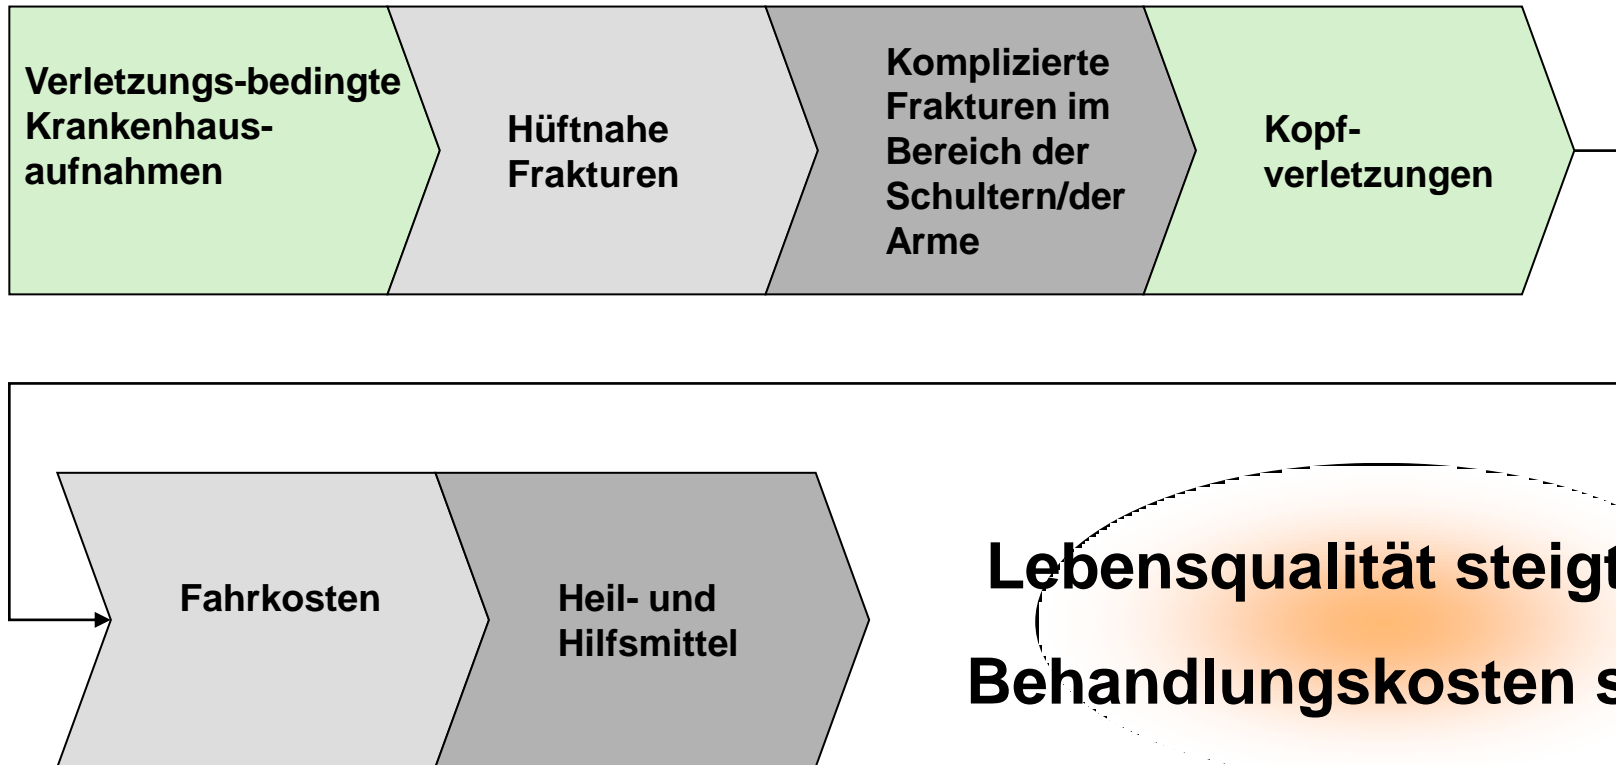 Verletzungs-bedingte
Krankenhaus-
aufnahmen
Hüftnahe
Frakturen
Komplizierte
Frakturen im
Bereich der
Schultern/der
Arme
Kopf-
verletzungen
Fahrkosten
Heil- und
Hilfsmittel
Lebensqualität steigt
Behandlungskosten